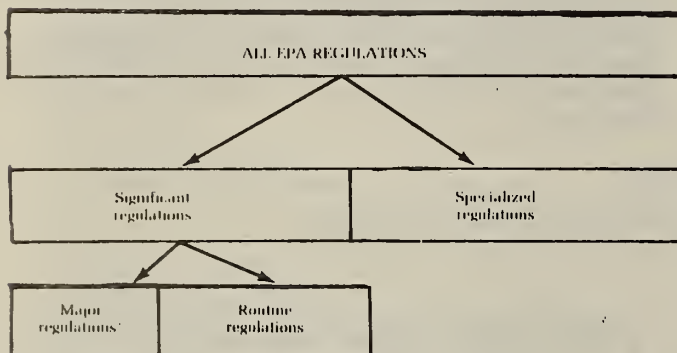 ALL EPA REGULATIONS
Significant
regulations
Specialized
regulations
Major
regulations
Routine
regulations